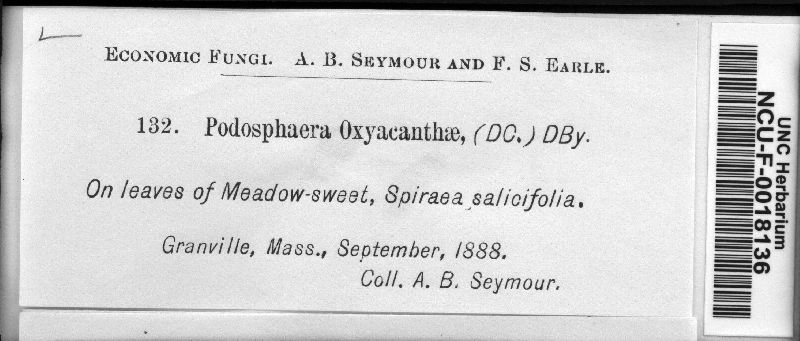 Economic Fungi. A. B. Seymour and F. S. Earle.
132. Podosphaera Oxyacanthæ, (DC.) DBy.
On leaves of Meadow-sweet, Spiraea salicifolia.
Granville, Mass., September, 1888.
Coll. A. B. Seymour.
UNC Herbarium
NCU-F-0018136